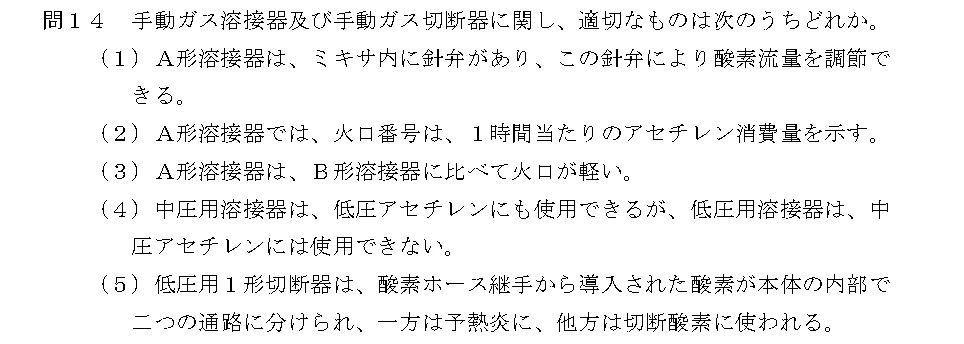 問１４　手動ガス溶接器及び手動ガス切断器に関し、適切なものは次のうちどれか。
（１）Ａ形溶接器は、ミキサ内に針弁があり、この針弁により酸素流量を調節で
きる。
（２）Ａ形溶接器では、火口番号は、１時間当たりのアセチレン消費量を示す。
（３）Ａ形溶接器は、Ｂ形溶接器に比べて火口が軽い。
（４）中圧用溶接器は、低圧アセチレンにも使用できるが、低圧用溶接器は、中
圧アセチレンには使用できない。
（５）低圧用１形切断器は、酸素ホース継手から導入された酸素が本体の内部で
二つの通路に分けられ、一方は予熱炎に、他方は切断酸素に使われる。